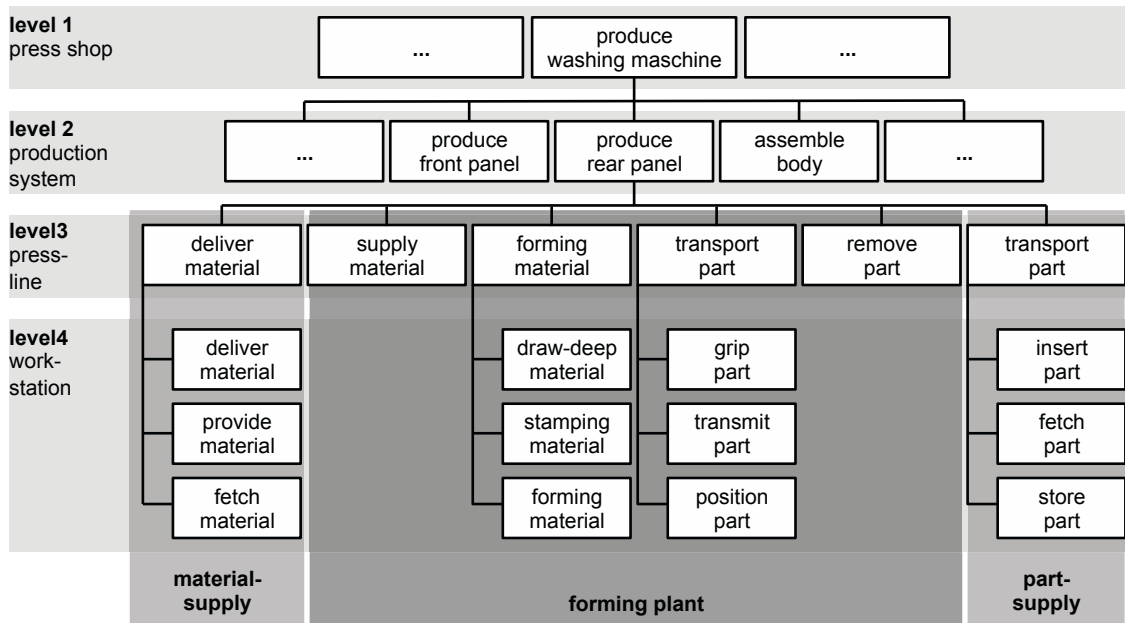 level 1
press shop
...
produce
washing maschine
...
level 2
production
system
...
produce
front panel
produce
rear panel
assemble
body
...
level3
press-
line
deliver
material
supply
material
forming
material
transport
part
remove
part
transport
part
level4
work-
station
deliver
material
draw-deep
material
grip
part
insert
part
provide
material
stamping
material
transmit
part
fetch
part
fetch
material
forming
material
position
part
store
part
material-
supply
forming plant
part-
supply